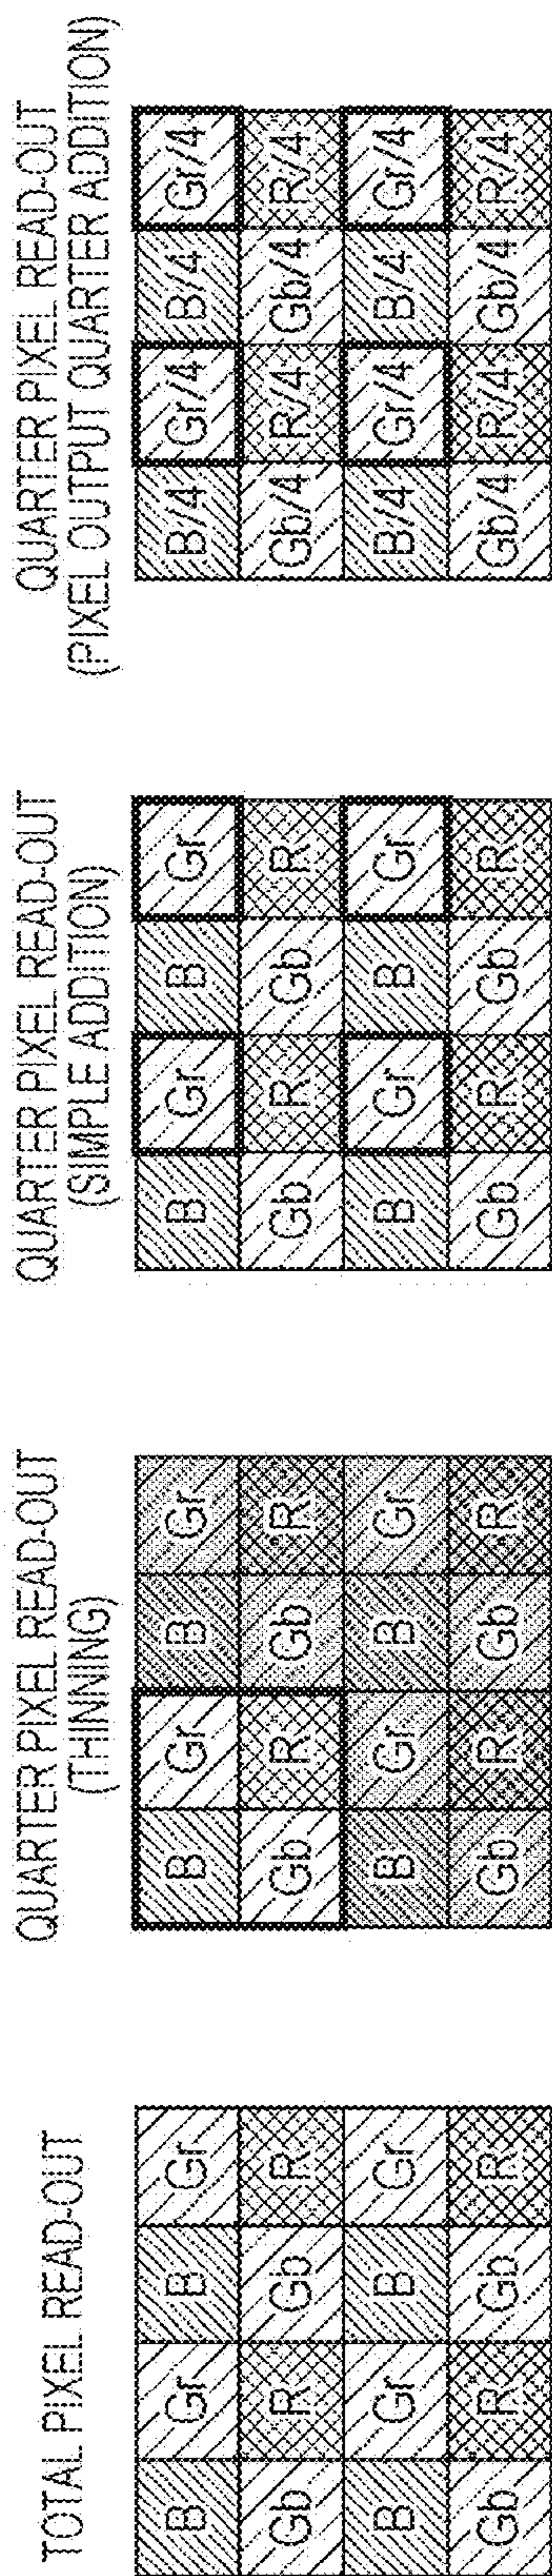 TOTAL PIXEL READ-OUT
B Gr B Gr
Gb R Gb R
B Gr B Gr
Gb R Gb R
QUARTER PIXEL READ-OUT
(THINNING)
B Gr B Gr
Gb R Gb R
B Gr B Gr
Gb R Gb R
QUARTER PIXEL READ-OUT
(SIMPLE ADDITION)
B Gr B Gr
Gb R Gb R
B Gr B Gr
Gb R Gb R
QUARTER PIXEL READ-OUT
(PIXEL OUTPUT QUARTER ADDITION)
B/4 Gr/4 B/4 Gr/4
Gb/4 R/4 Gb/4 R/4
B/4 Gr/4 B/4 Gr/4
Gb/4 R/4 Gb/4 R/4